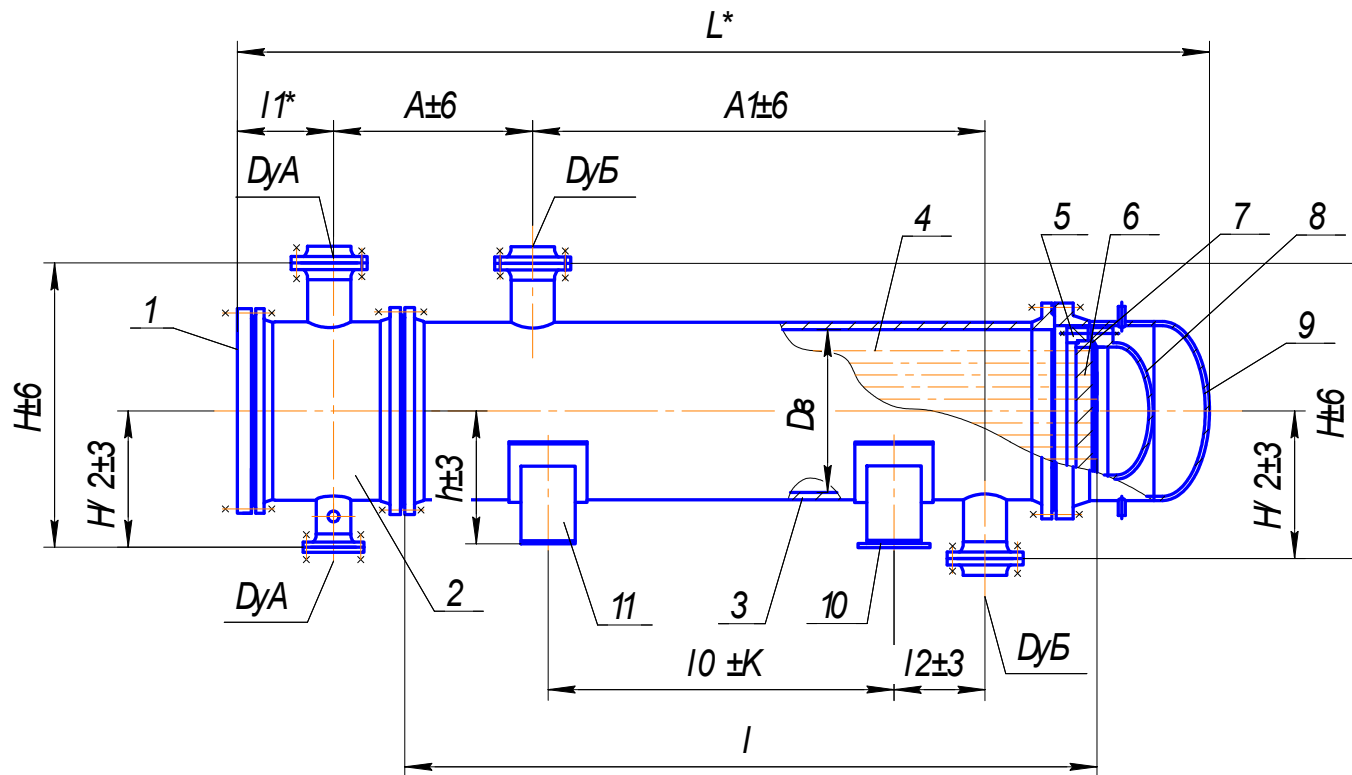 L*
l1*
A±6
A1±6
DyA
DyБ
4
5
6
7
8
1
9
H±6
H/2±3
h±3
Dв
H±6
H/2±3
DyA
2
11
3
10
DyБ
l0 ±K
l2±3
l